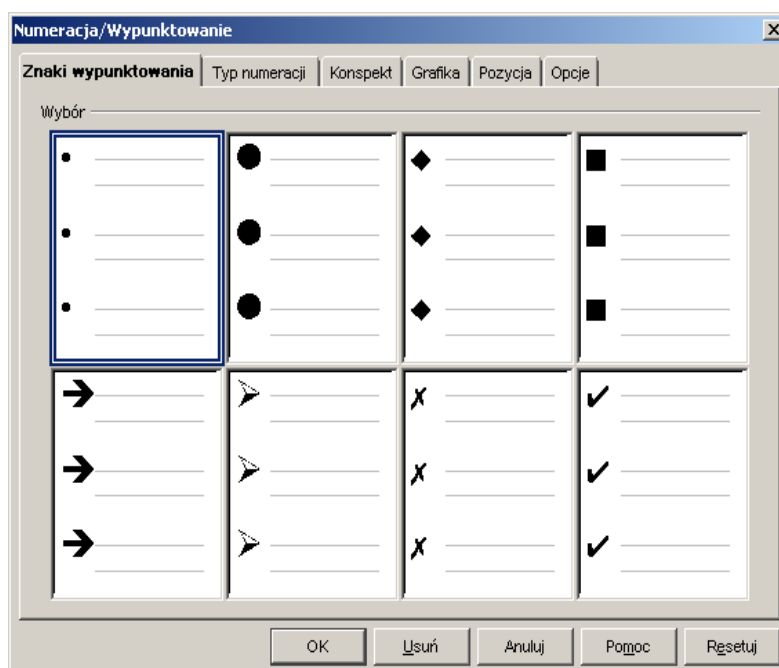 Numeracja/Wypunktowanie
Znaki wypunktowania Typ numeracji Konspekt Grafika Pozycja Opcje
Wybór
OK Usuń Anuluj Pomoc Resetuj